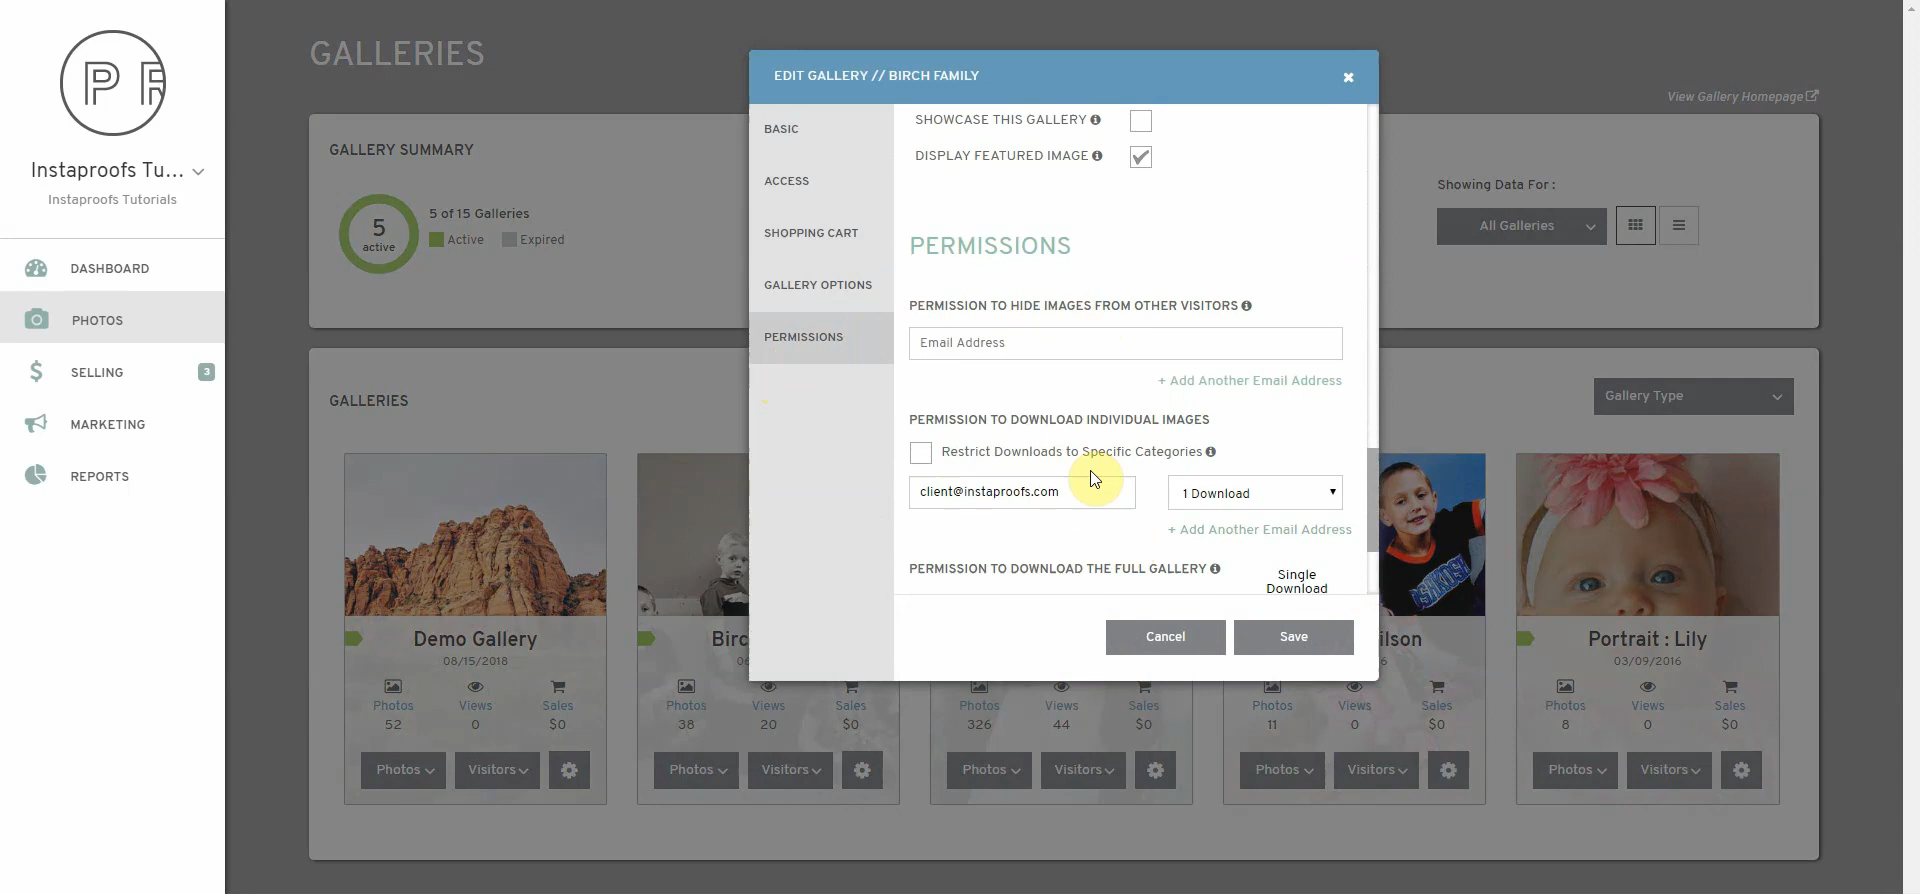 P R
Instaproofs Tu...
Instaproofs Tutorials
DASHBOARD
PHOTOS
SELLING
3
MARKETING
REPORTS
GALLERIES
View Gallery Homepage
GALLERY SUMMARY
5
active
5 of 15 Galleries
Active
Expired
Showing Data For :
All Galleries
GALLERIES
Gallery Type
EDIT GALLERY // BIRCH FAMILY
BASIC
ACCESS
SHOPPING CART
GALLERY OPTIONS
PERMISSIONS
SHOWCASE THIS GALLERY
DISPLAY FEATURED IMAGE
PERMISSIONS
PERMISSION TO HIDE IMAGES FROM OTHER VISITORS
Email Address
+ Add Another Email Address
PERMISSION TO DOWNLOAD INDIVIDUAL IMAGES
Restrict Downloads to Specific Categories
client@instaproofs.com
1 Download
+ Add Another Email Address
PERMISSION TO DOWNLOAD THE FULL GALLERY
Single
Download
Cancel
Save
Demo Gallery
08/15/2018
Photos
52
Views
0
Sales
$0
Photos
Visitors
Birc
06
Photos
38
Views
20
Sales
$0
Photos
Visitors
Photos
326
Views
44
Sales
$0
Photos
Visitors
ilson
6
Photos
11
Views
0
Sales
$0
Photos
Visitors
Portrait : Lily
03/09/2016
Photos
8
Views
0
Sales
$0
Photos
Visitors